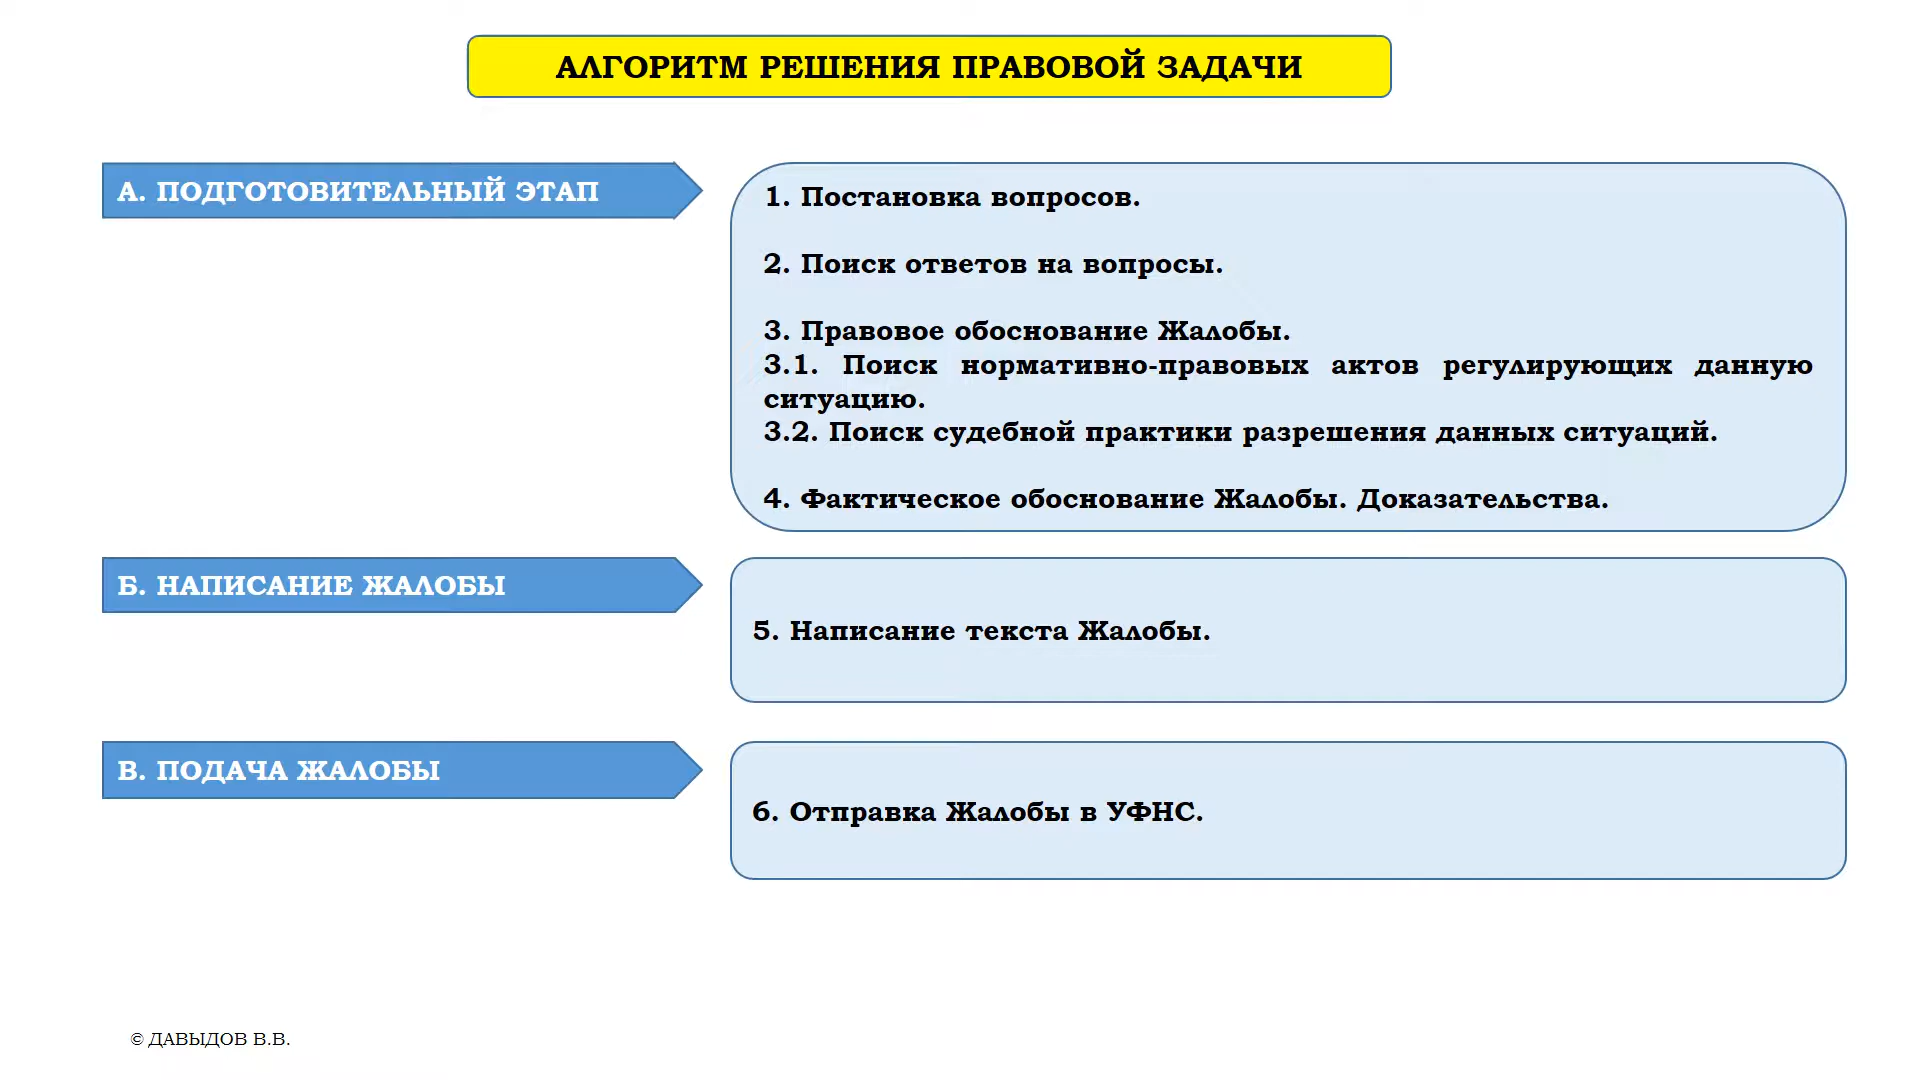 АЛГОРИТМ РЕШЕНИЯ ПРАВОВОЙ ЗАДАЧИ
А. ПОДГОТОВИТЕЛЬНЫЙ ЭТАП
1. Постановка вопросов.
2. Поиск ответов на вопросы.
3. Правовое обоснование Жалобы.
3.1. Поиск нормативно-правовых актов регулирующих данную
ситуацию.
3.2. Поиск судебной практики разрешения данных ситуаций.
4. Фактическое обоснование Жалобы. Доказательства.
Б. НАПИСАНИЕ ЖАЛОБЫ
5. Написание текста Жалобы.
В. ПОДАЧА ЖАЛОБЫ
6. Отправка Жалобы в УФНС.
© ДАВЫДОВ В.В.